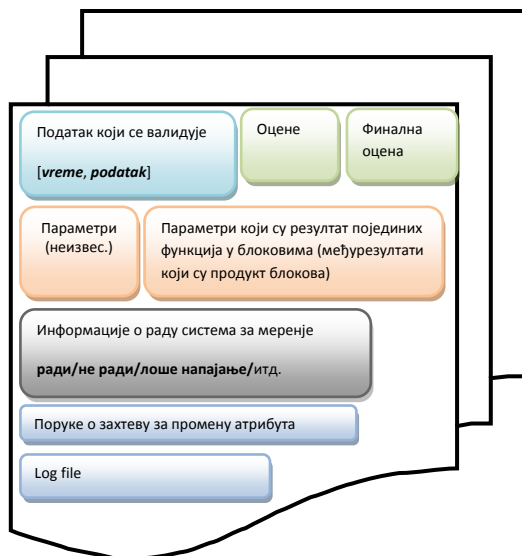 Податак који се валидује
[време, податак]
Оцене
Финална
оцена
Параметри
(неизвес.)
Параметри који су резултат појединих
функција у блоковима (међурезултати
који су продукт блокова)
Информације о раду система за мерење
ради/не ради/лоше напајање/итд.
Поруке о захтеву за промену атрибута
Log file